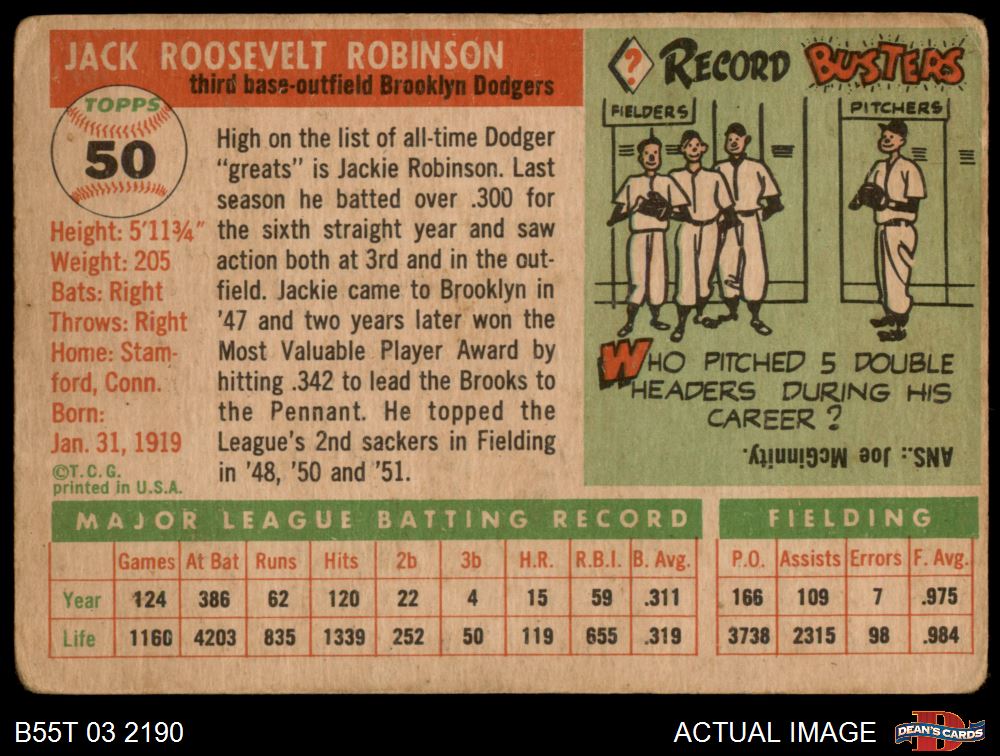 JACK ROOSEVELT ROBINSON
third base-outfield Brooklyn Dodgers
TOPPS
50
Height: 5'11¾"
Weight: 205
Bats: Right
Throws: Right
Home: Stam-
ford, Conn.
Born:
Jan. 31, 1919
©T.C.G.
printed in U.S.A.
High on the list of all-time Dodger
"greats" is Jackie Robinson. Last
season he batted over .300 for
the sixth straight year and saw
action both at 3rd and in the out-
field. Jackie came to Brooklyn in
'47 and two years later won the
Most Valuable Player Award by
hitting .342 to lead the Brooks to
the Pennant. He topped the
League's 2nd sackers in Fielding
in '48, '50 and '51.
? RECORD BUSTERS
FIELDERS
PITCHERS
WHO PITCHED 5 DOUBLE
HEADERS DURING HIS
CAREER?
ANS.: Joe McGinnity.
MAJOR LEAGUE BATTING RECORD FIELDING
Games At Bat Runs Hits 2b 3b H.R. R.B.I. B. Avg. P.O. Assists Errors F. Avg.
Year 124 386 62 120 22 4 15 59 .311 166 109 7 .975
Life 1160 4203 835 1339 252 50 119 655 .319 3738 2315 98 .984
B55T 03 2190
ACTUAL IMAGE
DEAN'S CARDS